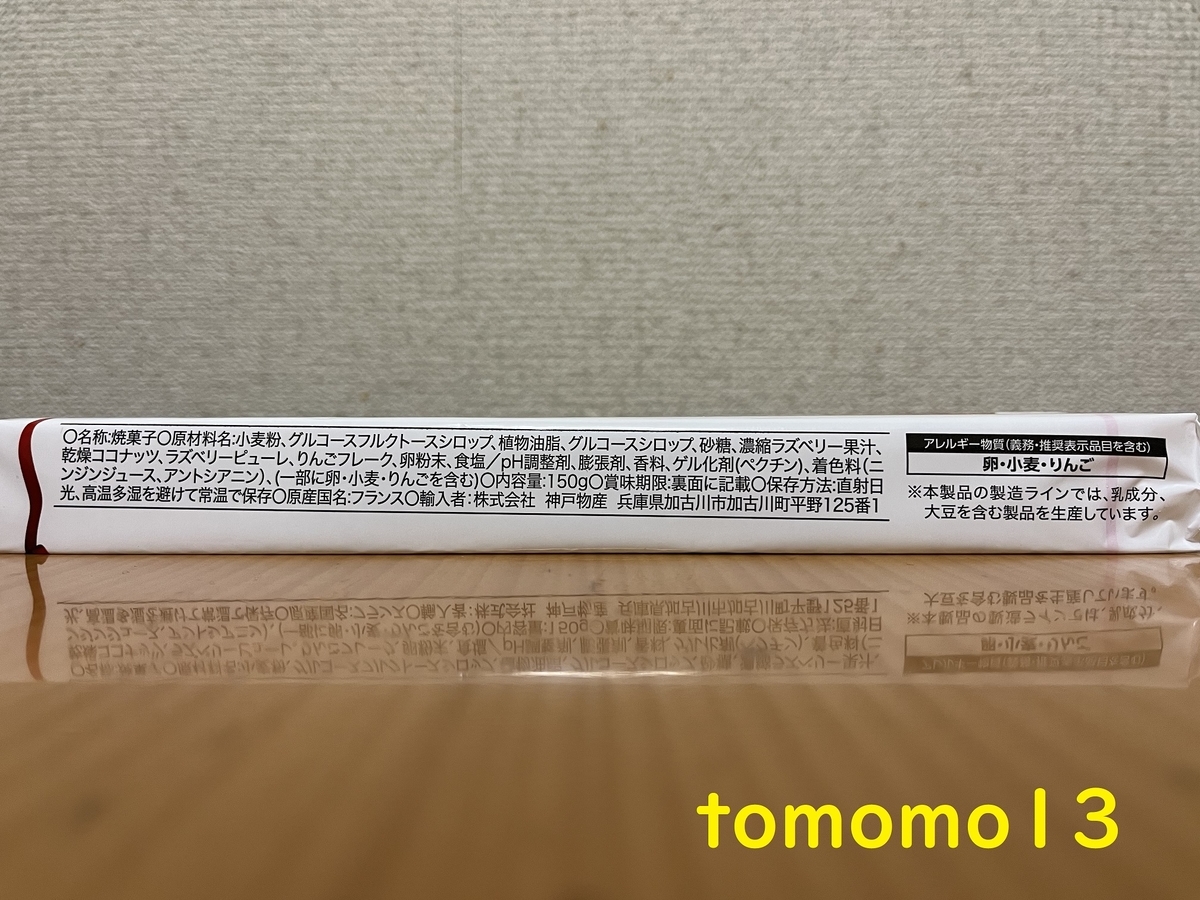 〇名称:焼菓子〇原材料名:小麦粉、グルコースフルクトースシロップ、植物油脂、グルコースシロップ、砂糖、濃縮ラズベリー果汁、
乾燥ココナッツ、ラズベリーピューレ、りんごフレーク、卵粉末、食塩／pH調整剤、膨張剤、香料、ゲル化剤(ペクチン)、着色料(ニ
ンジンジュース、アントシアニン)、(一部に卵・小麦・りんごを含む)〇内容量:150g〇賞味期限:裏面に記載〇保存方法:直射日
光、高温多湿を避けて常温で保存〇原産国名:フランス〇輸入者:株式会社 神戸物産 兵庫県加古川市加古川町平野125番1
アレルギー物質(義務・推奨表示品目を含む)
卵・小麦・りんご
※本製品の製造ラインでは、乳成分、
大豆を含む製品を生産しています。
tomomo13